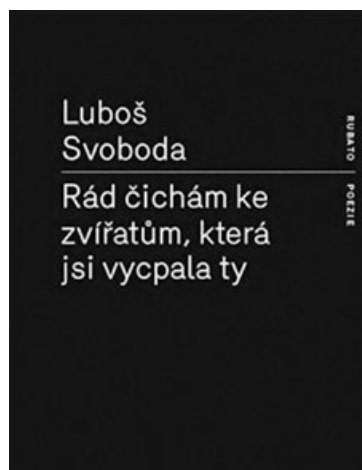 Luboš
Svoboda
Rád čichám ke
zvířatům, která
jsi vycpala ty
RUBATO
POEZIE